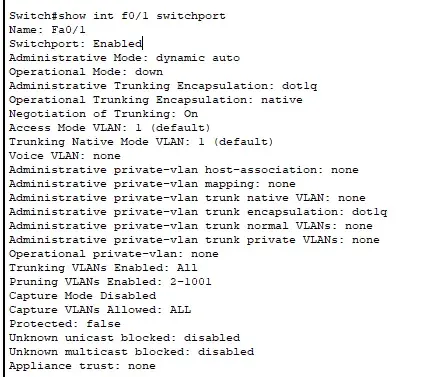 Switch#show int f0/1 switchport
Name: Fa0/1
Switchport: Enabled
Administrative Mode: dynamic auto
Operational Mode: down
Administrative Trunking Encapsulation: dot1q
Operational Trunking Encapsulation: native
Negotiation of Trunking: On
Access Mode VLAN: 1 (default)
Trunking Native Mode VLAN: 1 (default)
Voice VLAN: none
Administrative private-vlan host-association: none
Administrative private-vlan mapping: none
Administrative private-vlan trunk native VLAN: none
Administrative private-vlan trunk encapsulation: dot1q
Administrative private-vlan trunk normal VLANs: none
Administrative private-vlan trunk private VLANs: none
Operational private-vlan: none
Trunking VLANs Enabled: All
Pruning VLANs Enabled: 2-1001
Capture Mode Disabled
Capture VLANs Allowed: ALL
Protected: false
Unknown unicast blocked: disabled
Unknown multicast blocked: disabled
Appliance trust: none